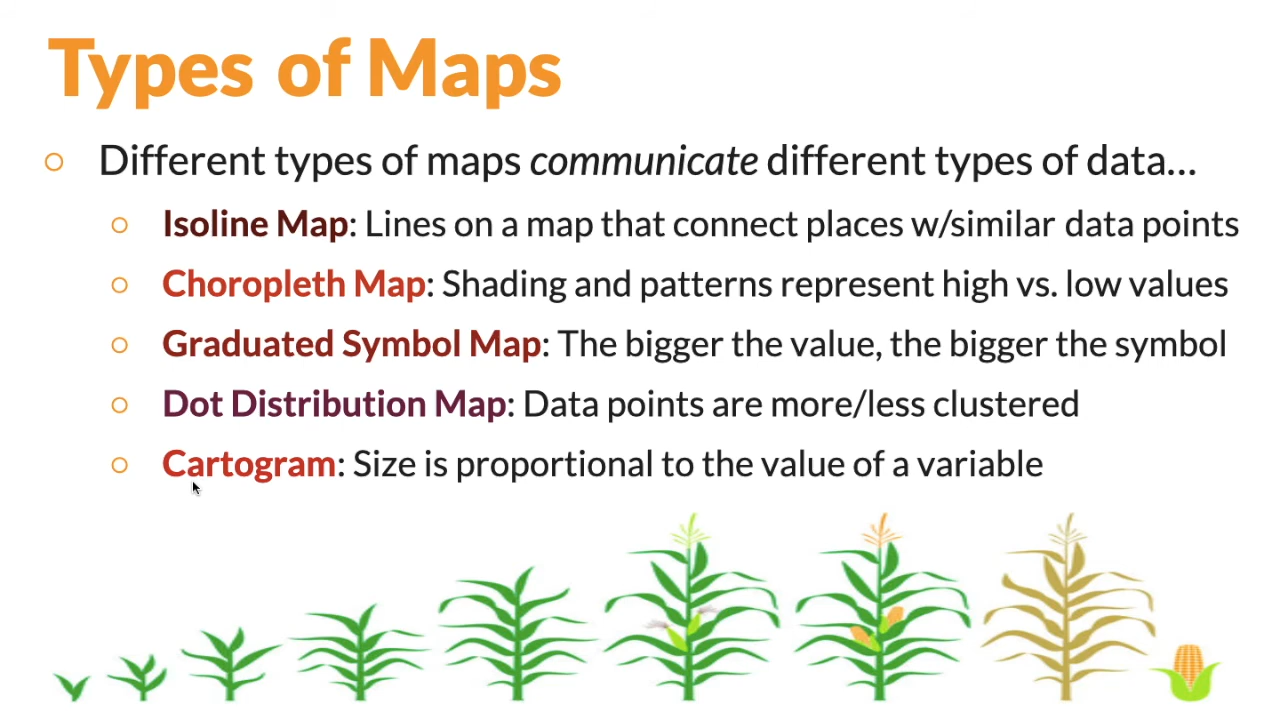 Types of Maps
Different types of maps communicate different types of data...
Isoline Map: Lines on a map that connect places w/similar data points
Choropleth Map: Shading and patterns represent high vs. low values
Graduated Symbol Map: The bigger the value, the bigger the symbol
Dot Distribution Map: Data points are more/less clustered
Cartogram: Size is proportional to the value of a variable